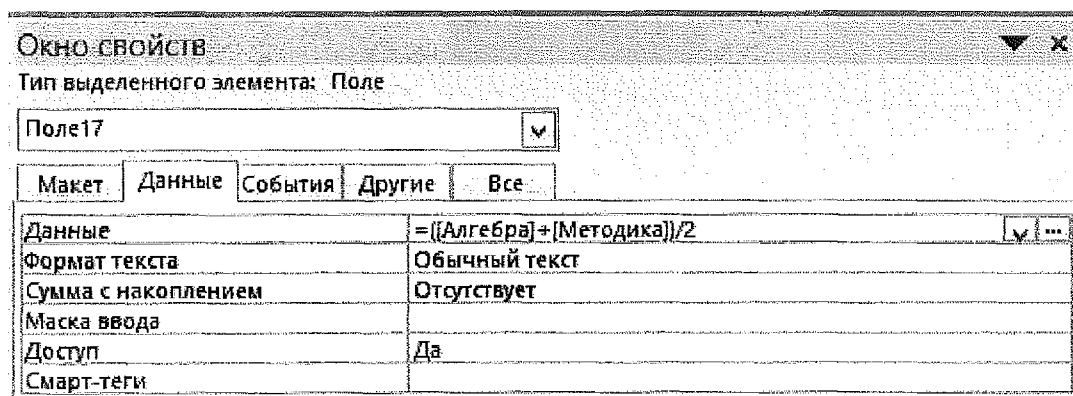 Окно свойств
Тип выделенного элемента: Поле
Поле17
Макет Данные События Другие Все
Данные =([Алгебра]+[Методика])/2
Формат текста Обычный текст
Сумма с накоплением Отсутствует
Маска ввода
Доступ Да
Смарт-теги